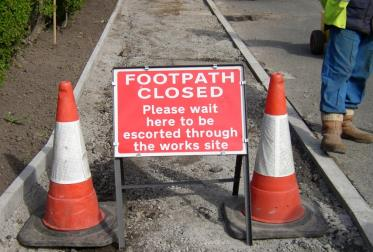 FOOTPATH
CLOSED
Please wait
here to be
escorted through
the works site